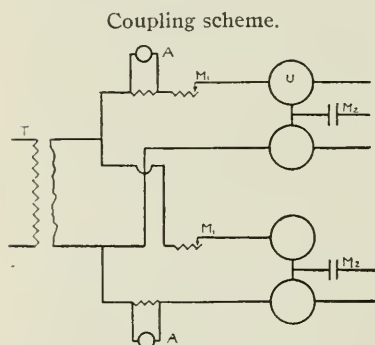 Coupling scheme.
A
M₁
U
T
M₂
M₁
M₂
A